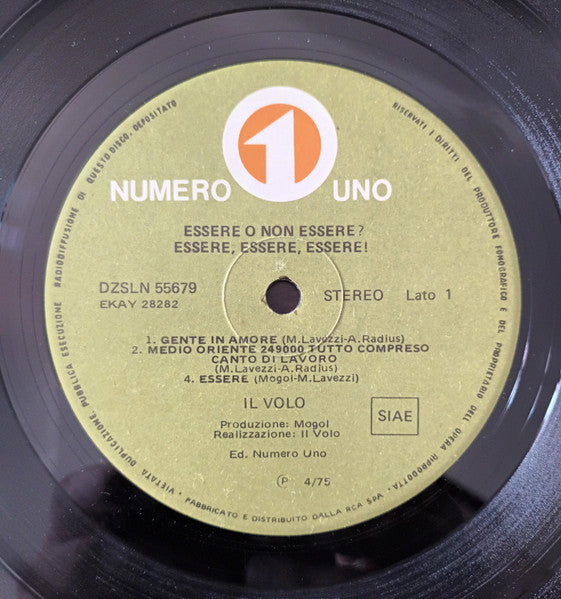 1
NUMERO UNO
ESSERE O NON ESSERE?
ESSERE, ESSERE, ESSERE!
DZSLN 55679
EKAY 28282
STEREO Lato 1
1. GENTE IN AMORE (M.Lavezzi-A.Radius)
2. MEDIO ORIENTE 249000 TUTTO COMPRESO
CANTO DI LAVORO
(M.Lavezzi-A.Radius)
4. ESSERE (Mogol-M.Lavezzi)
IL VOLO
SIAE
Produzione: Mogol
Realizzazione: Il Volo
Ed. Numero Uno
Ⓟ 4/75
RISERVATI I DIRITTI DEL PRODUTTORE FONOGRAFICO E DEL PROPRIETARIO DELL'OPERA RIPRODOTTA -
VIETATA DUPLICAZIONE, PUBBLICA ESECUZIONE RADIODIFFUSIONE DI QUESTO DISCO, DEPOSITATO
FABBRICATO E DISTRIBUITO DALLA RCA SPA -